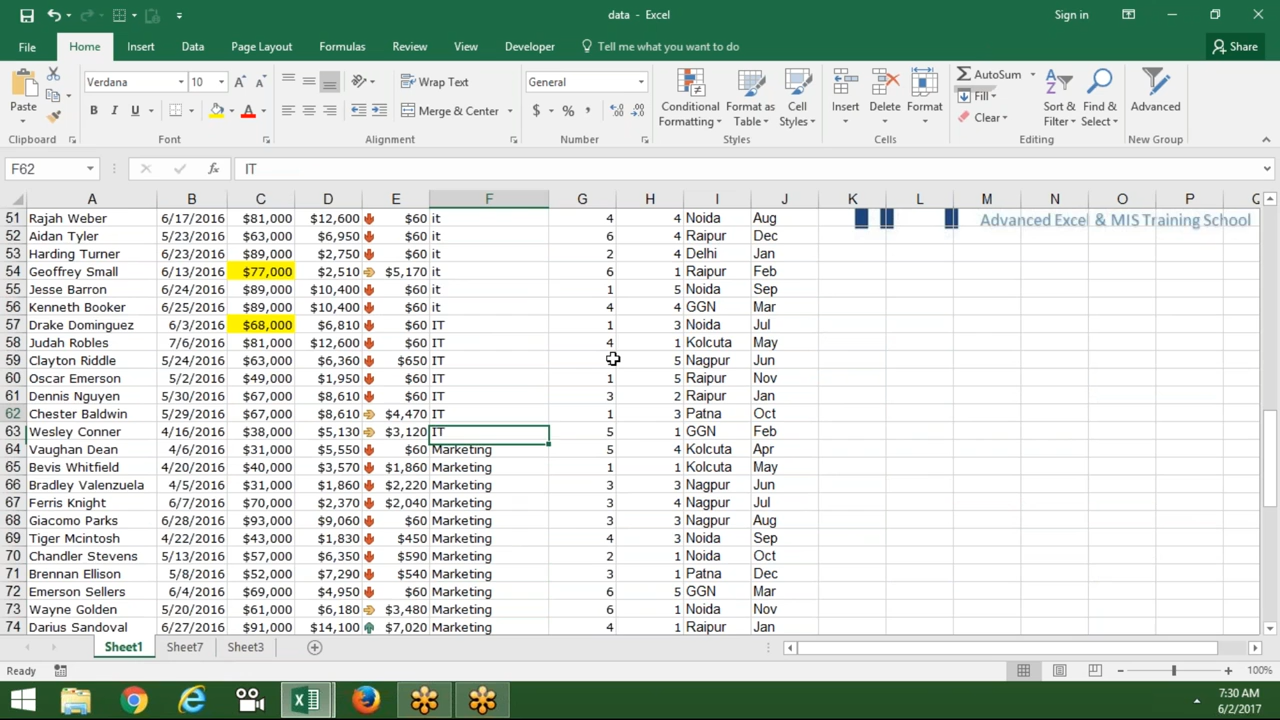 data - Excel
Sign in
File Home Insert Data Page Layout Formulas Review View Developer Tell me what you want to do Share
Paste
Verdana 10
B I U
Wrap Text
Merge & Center
General
$ % ,
Conditional Formatting
Format as Table
Cell Styles
Insert Delete Format
AutoSum
Fill
Clear
Sort & Filter
Find & Select
Advanced
Clipboard Font Alignment Number Styles Cells Editing New Group
F62 fx IT
A B C D E F G H I J K L M N O P Q
51 Rajah Weber 6/17/2016 $81,000 $12,600 $60 it 4 4 Noida Aug
Advanced Excel & MIS Training School
52 Aidan Tyler 5/23/2016 $63,000 $6,950 $60 it 6 4 Raipur Dec
53 Harding Turner 6/23/2016 $89,000 $2,750 $60 it 2 4 Delhi Jan
54 Geoffrey Small 6/13/2016 $77,000 $2,510 $5,170 it 6 1 Raipur Feb
55 Jesse Barron 6/24/2016 $89,000 $10,400 $60 it 1 5 Noida Sep
56 Kenneth Booker 6/25/2016 $89,000 $10,400 $60 it 4 4 GGN Mar
57 Drake Dominguez 6/3/2016 $68,000 $6,810 $60 IT 1 3 Noida Jul
58 Judah Robles 7/6/2016 $81,000 $12,600 $60 IT 4 1 Kolcuta May
59 Clayton Riddle 5/24/2016 $63,000 $6,360 $650 IT 5 Nagpur Jun
60 Oscar Emerson 5/2/2016 $49,000 $1,950 $60 IT 1 5 Raipur Nov
61 Dennis Nguyen 5/30/2016 $67,000 $8,610 $60 IT 3 2 Raipur Jan
62 Chester Baldwin 5/29/2016 $67,000 $8,610 $4,470 IT 1 3 Patna Oct
63 Wesley Conner 4/16/2016 $38,000 $5,130 $3,120 IT 5 1 GGN Feb
64 Vaughan Dean 4/6/2016 $31,000 $5,550 $60 Marketing 5 4 Kolcuta Apr
65 Bevis Whitfield 4/20/2016 $40,000 $3,570 $1,860 Marketing 1 1 Kolcuta May
66 Bradley Valenzuela 4/5/2016 $31,000 $1,860 $2,220 Marketing 3 3 Nagpur Jun
67 Ferris Knight 6/7/2016 $70,000 $2,370 $2,040 Marketing 3 4 Nagpur Jul
68 Giacomo Parks 6/28/2016 $93,000 $9,060 $60 Marketing 3 3 Nagpur Aug
69 Tiger Mcintosh 4/22/2016 $43,000 $1,830 $450 Marketing 4 3 Noida Sep
70 Chandler Stevens 5/13/2016 $57,000 $6,350 $590 Marketing 2 1 Noida Oct
71 Brennan Ellison 5/8/2016 $52,000 $7,290 $540 Marketing 3 1 Patna Dec
72 Emerson Sellers 6/4/2016 $69,000 $4,950 $60 Marketing 6 5 GGN Mar
73 Wayne Golden 5/20/2016 $61,000 $6,180 $3,480 Marketing 6 1 Noida Nov
74 Darius Sandoval 6/27/2016 $91,000 $14,100 $7,020 Marketing 4 1 Raipur Jan
Sheet1 Sheet7 Sheet3
Ready 100%
7:30 AM
6/2/2017